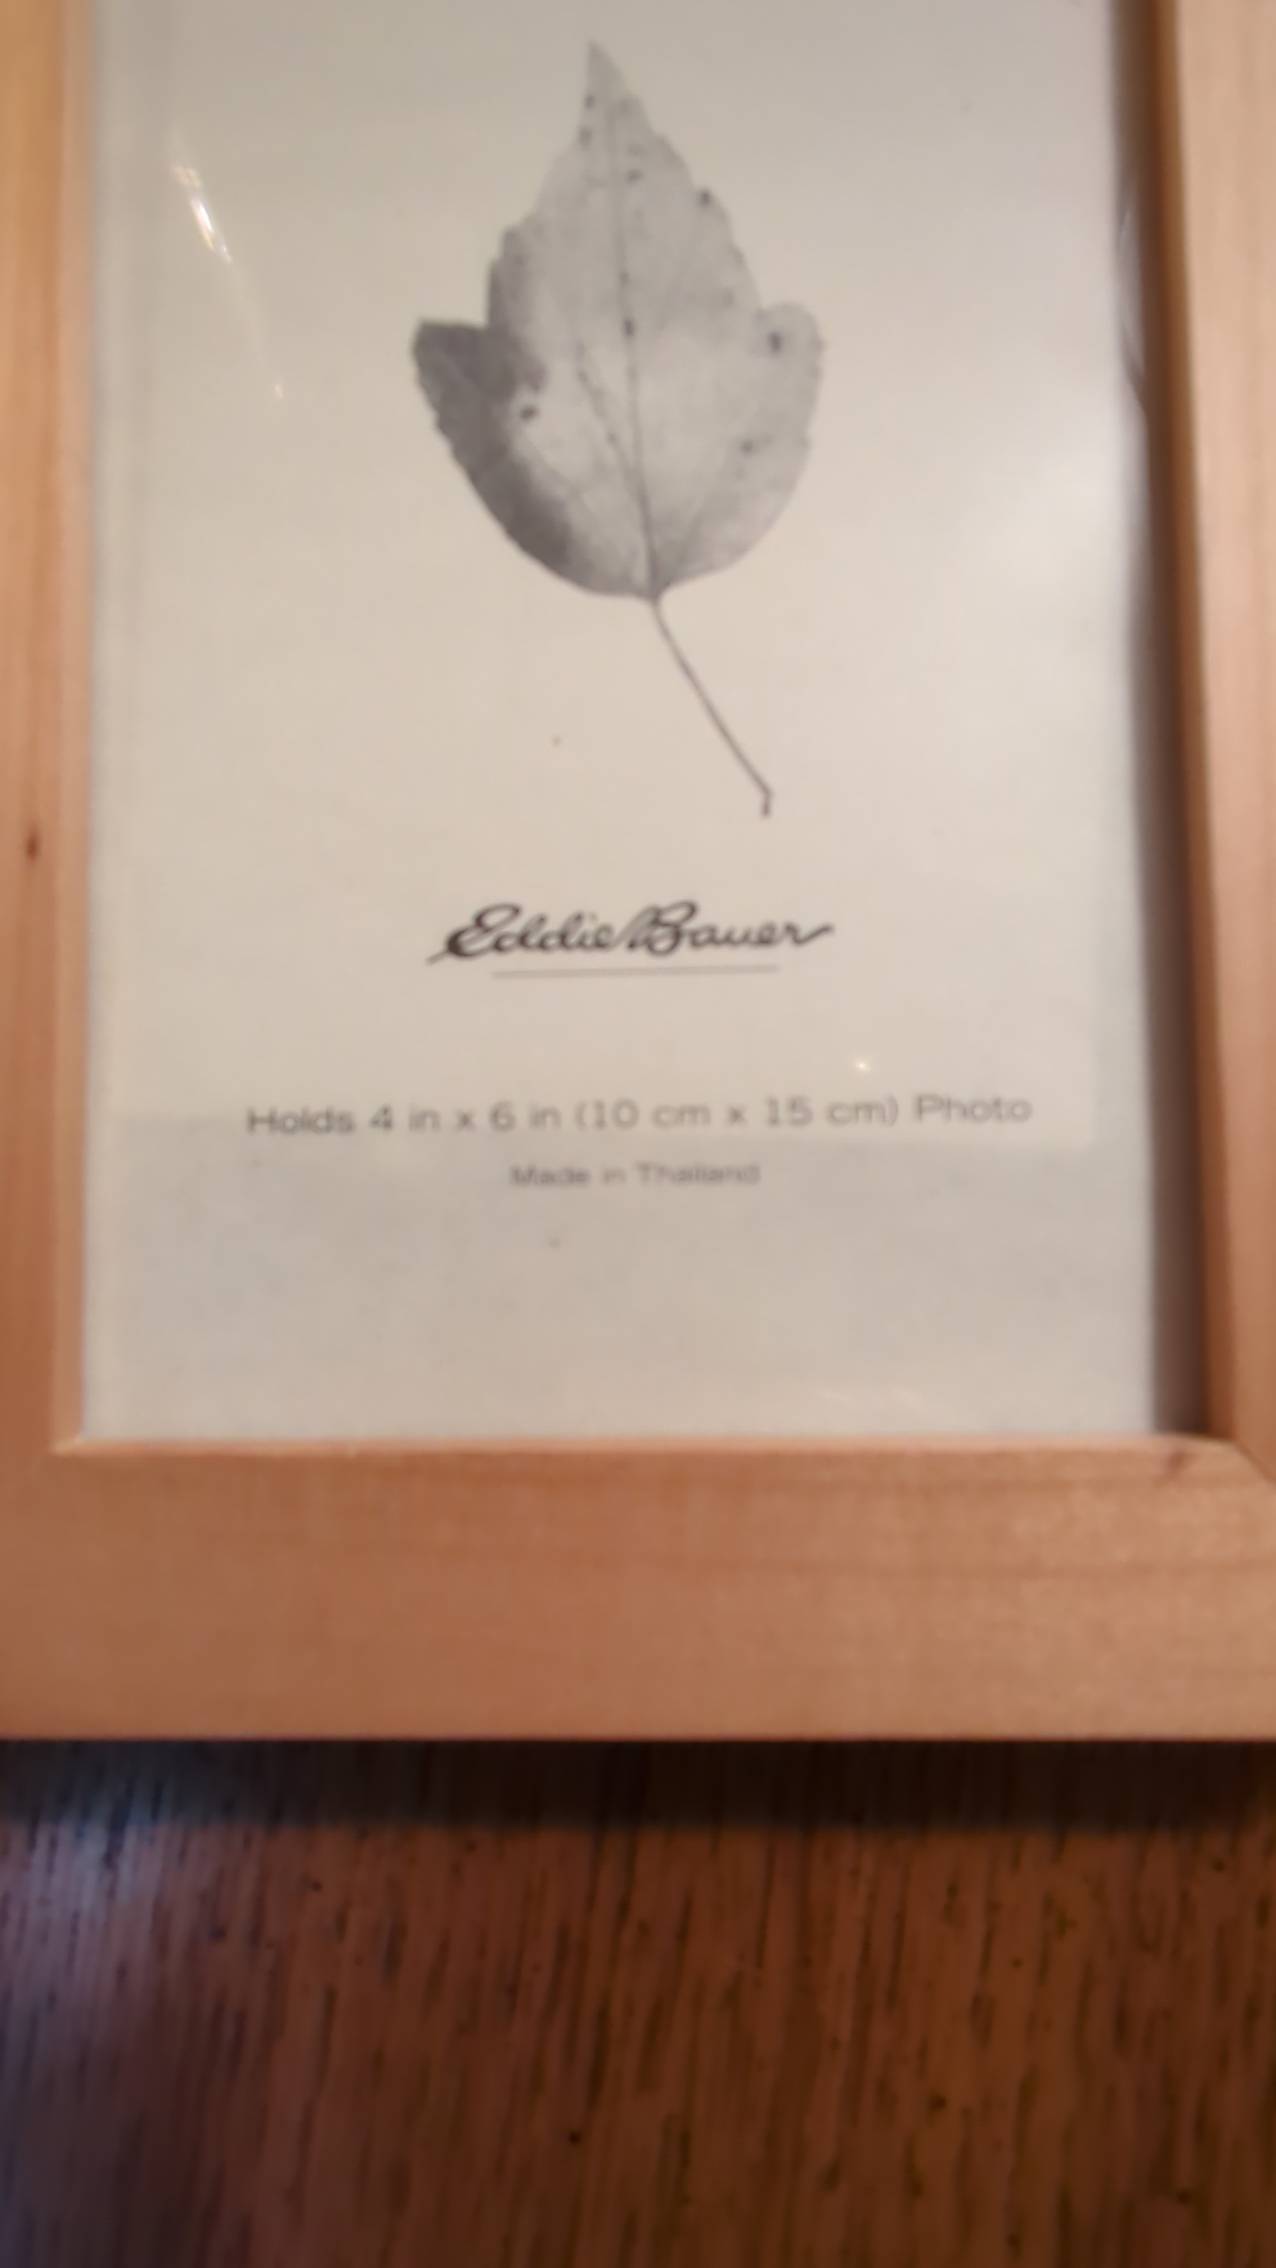 Eddie Bauer
Holds 4 in x 6 in (10 cm x 15 cm) Photo
Made in Thailand